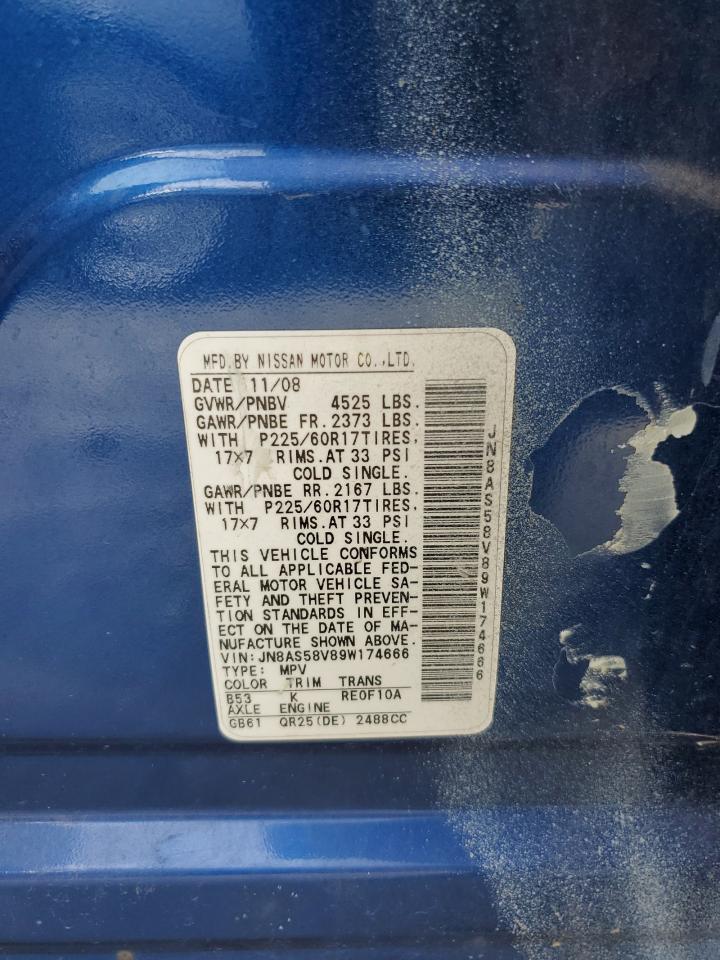 MFD.BY NISSAN MOTOR CO.,LTD.
DATE 11/08
GVWR/PNBV 4525 LBS.
GAWR/PNBE FR. 2373 LBS.
WITH P225/60R17TIRES,
17×7 RIMS.AT 33 PSI
COLD SINGLE.
GAWR/PNBE RR. 2167 LBS.
WITH P225/60R17TIRES,
17×7 RIMS.AT 33 PSI
COLD SINGLE.
THIS VEHICLE CONFORMS
TO ALL APPLICABLE FED-
ERAL MOTOR VEHICLE SA-
FETY AND THEFT PREVEN-
TION STANDARDS IN EFF-
ECT ON THE DATE OF MA-
NUFACTURE SHOWN ABOVE.
VIN:JN8AS58V89W174666
TYPE: MPV
COLOR TRIM TRANS
B53 K RE0F10A
AXLE ENGINE
GB61 QR25(DE) 2488CC
JN8AS58V89W174666